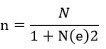 n = N / 1 + N(e)2